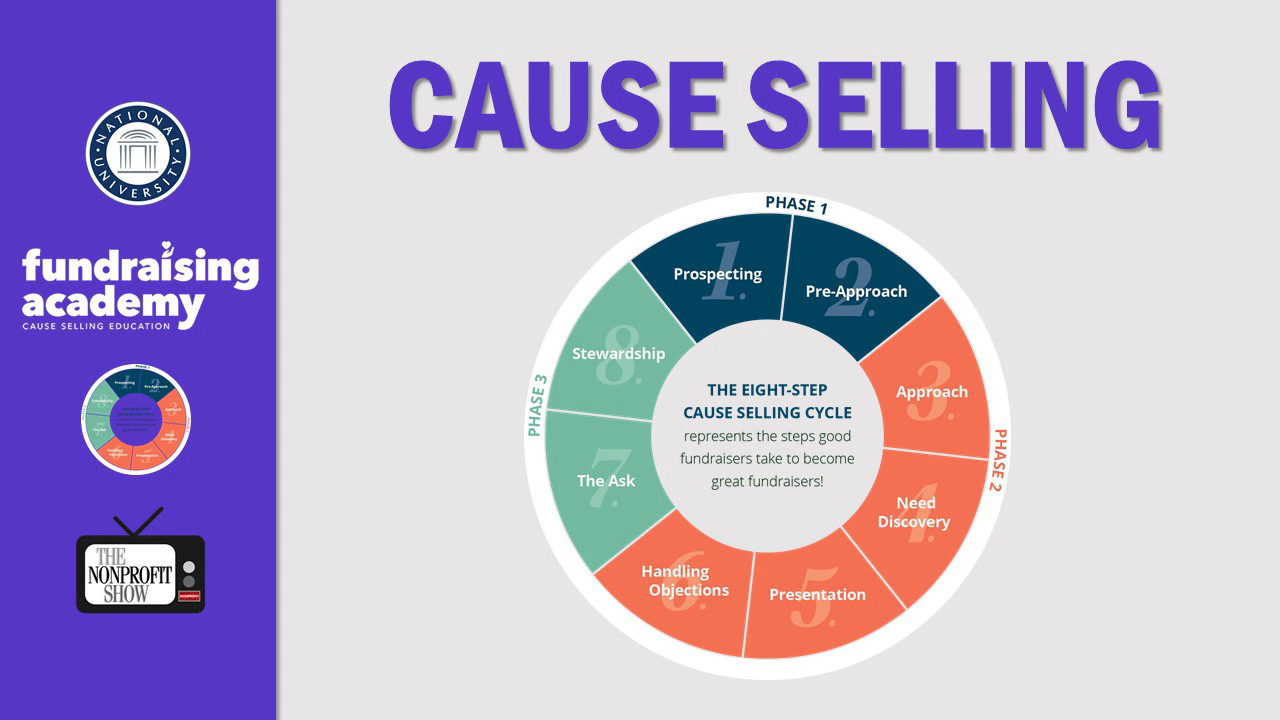 CAUSE SELLING
NATIONAL
UNIVERSITY
fundraising
academy
CAUSE SELLING EDUCATION
THE
NONPROFIT
SHOW
PHASE 1
1.
Prospecting
2.
Pre-Approach
PHASE 2
3.
Approach
4.
Need
Discovery
5.
Presentation
6.
Handling
Objections
PHASE 3
7.
The Ask
8.
Stewardship
THE EIGHT-STEP
CAUSE SELLING CYCLE
represents the steps good
fundraisers take to become
great fundraisers!